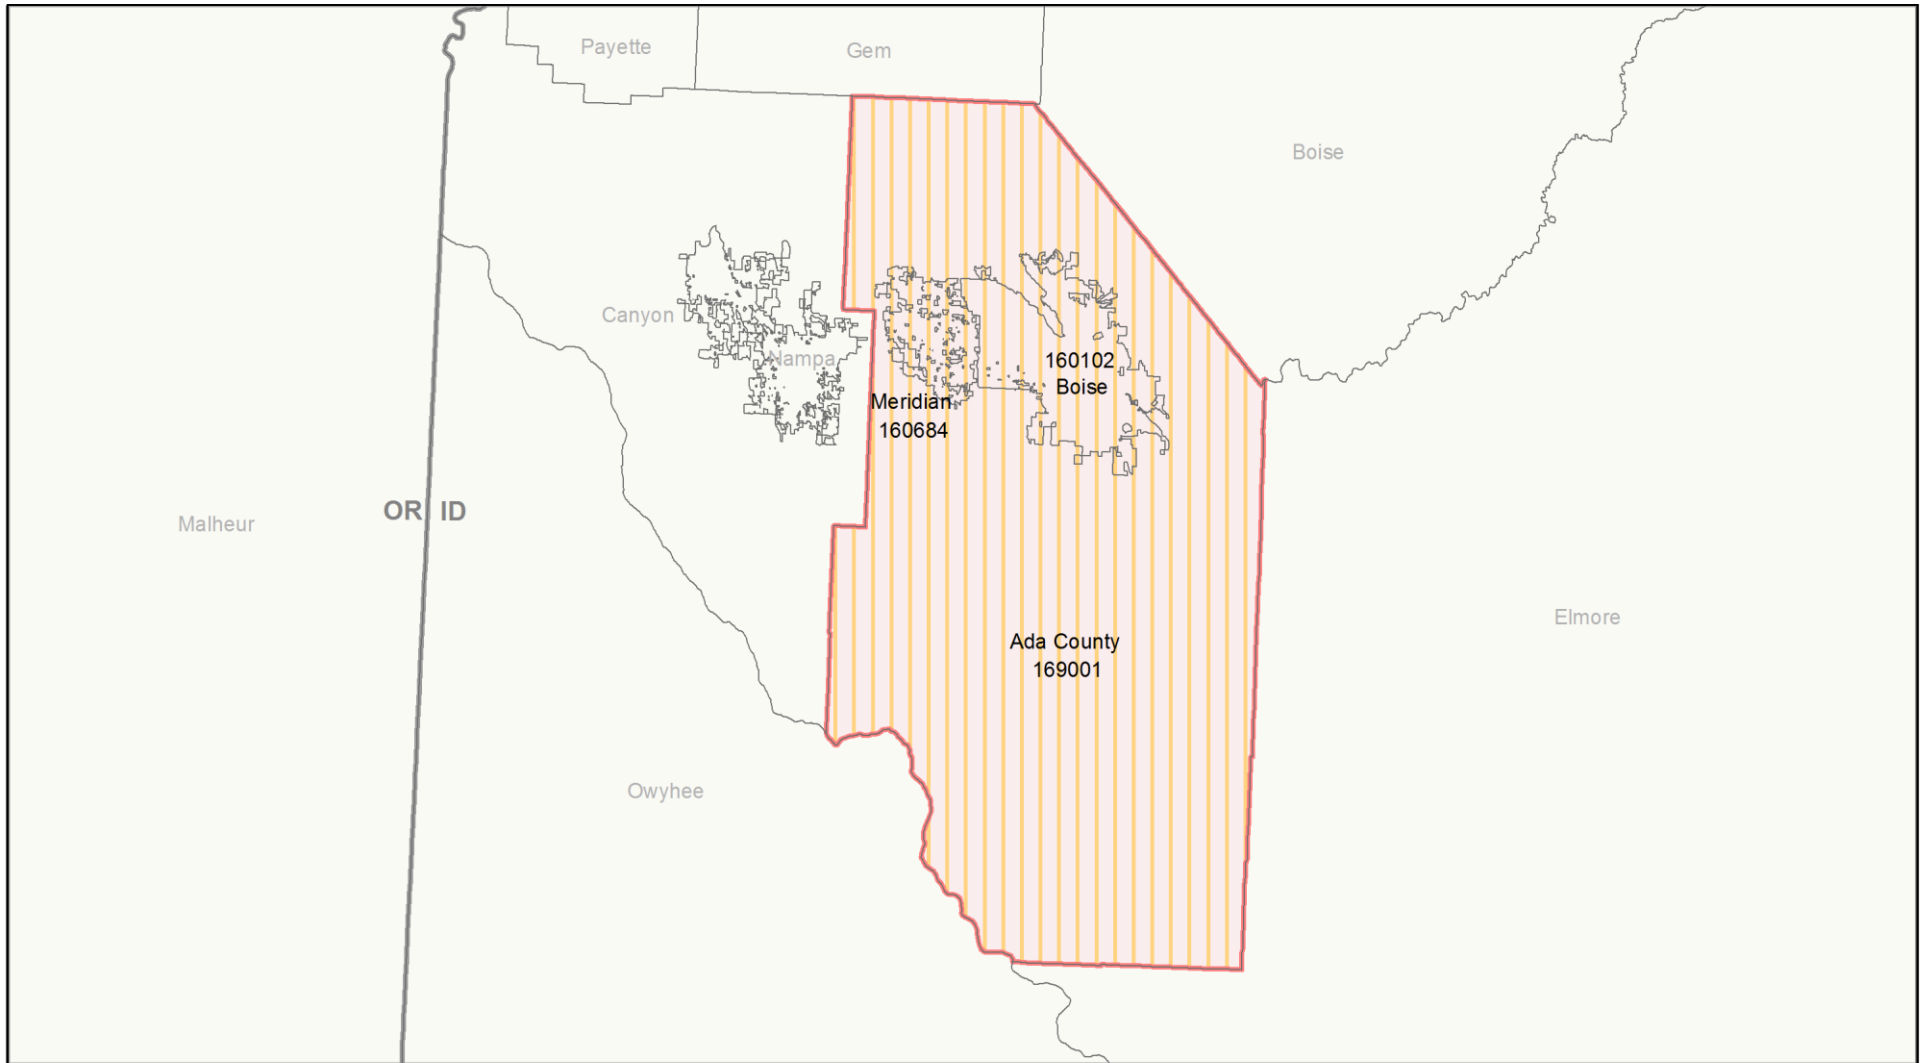 Payette
Gem
Boise
Canyon
Nampa
160102
Boise
Meridian
160684
OR
ID
Malheur
Elmore
Ada County
169001
Owyhee